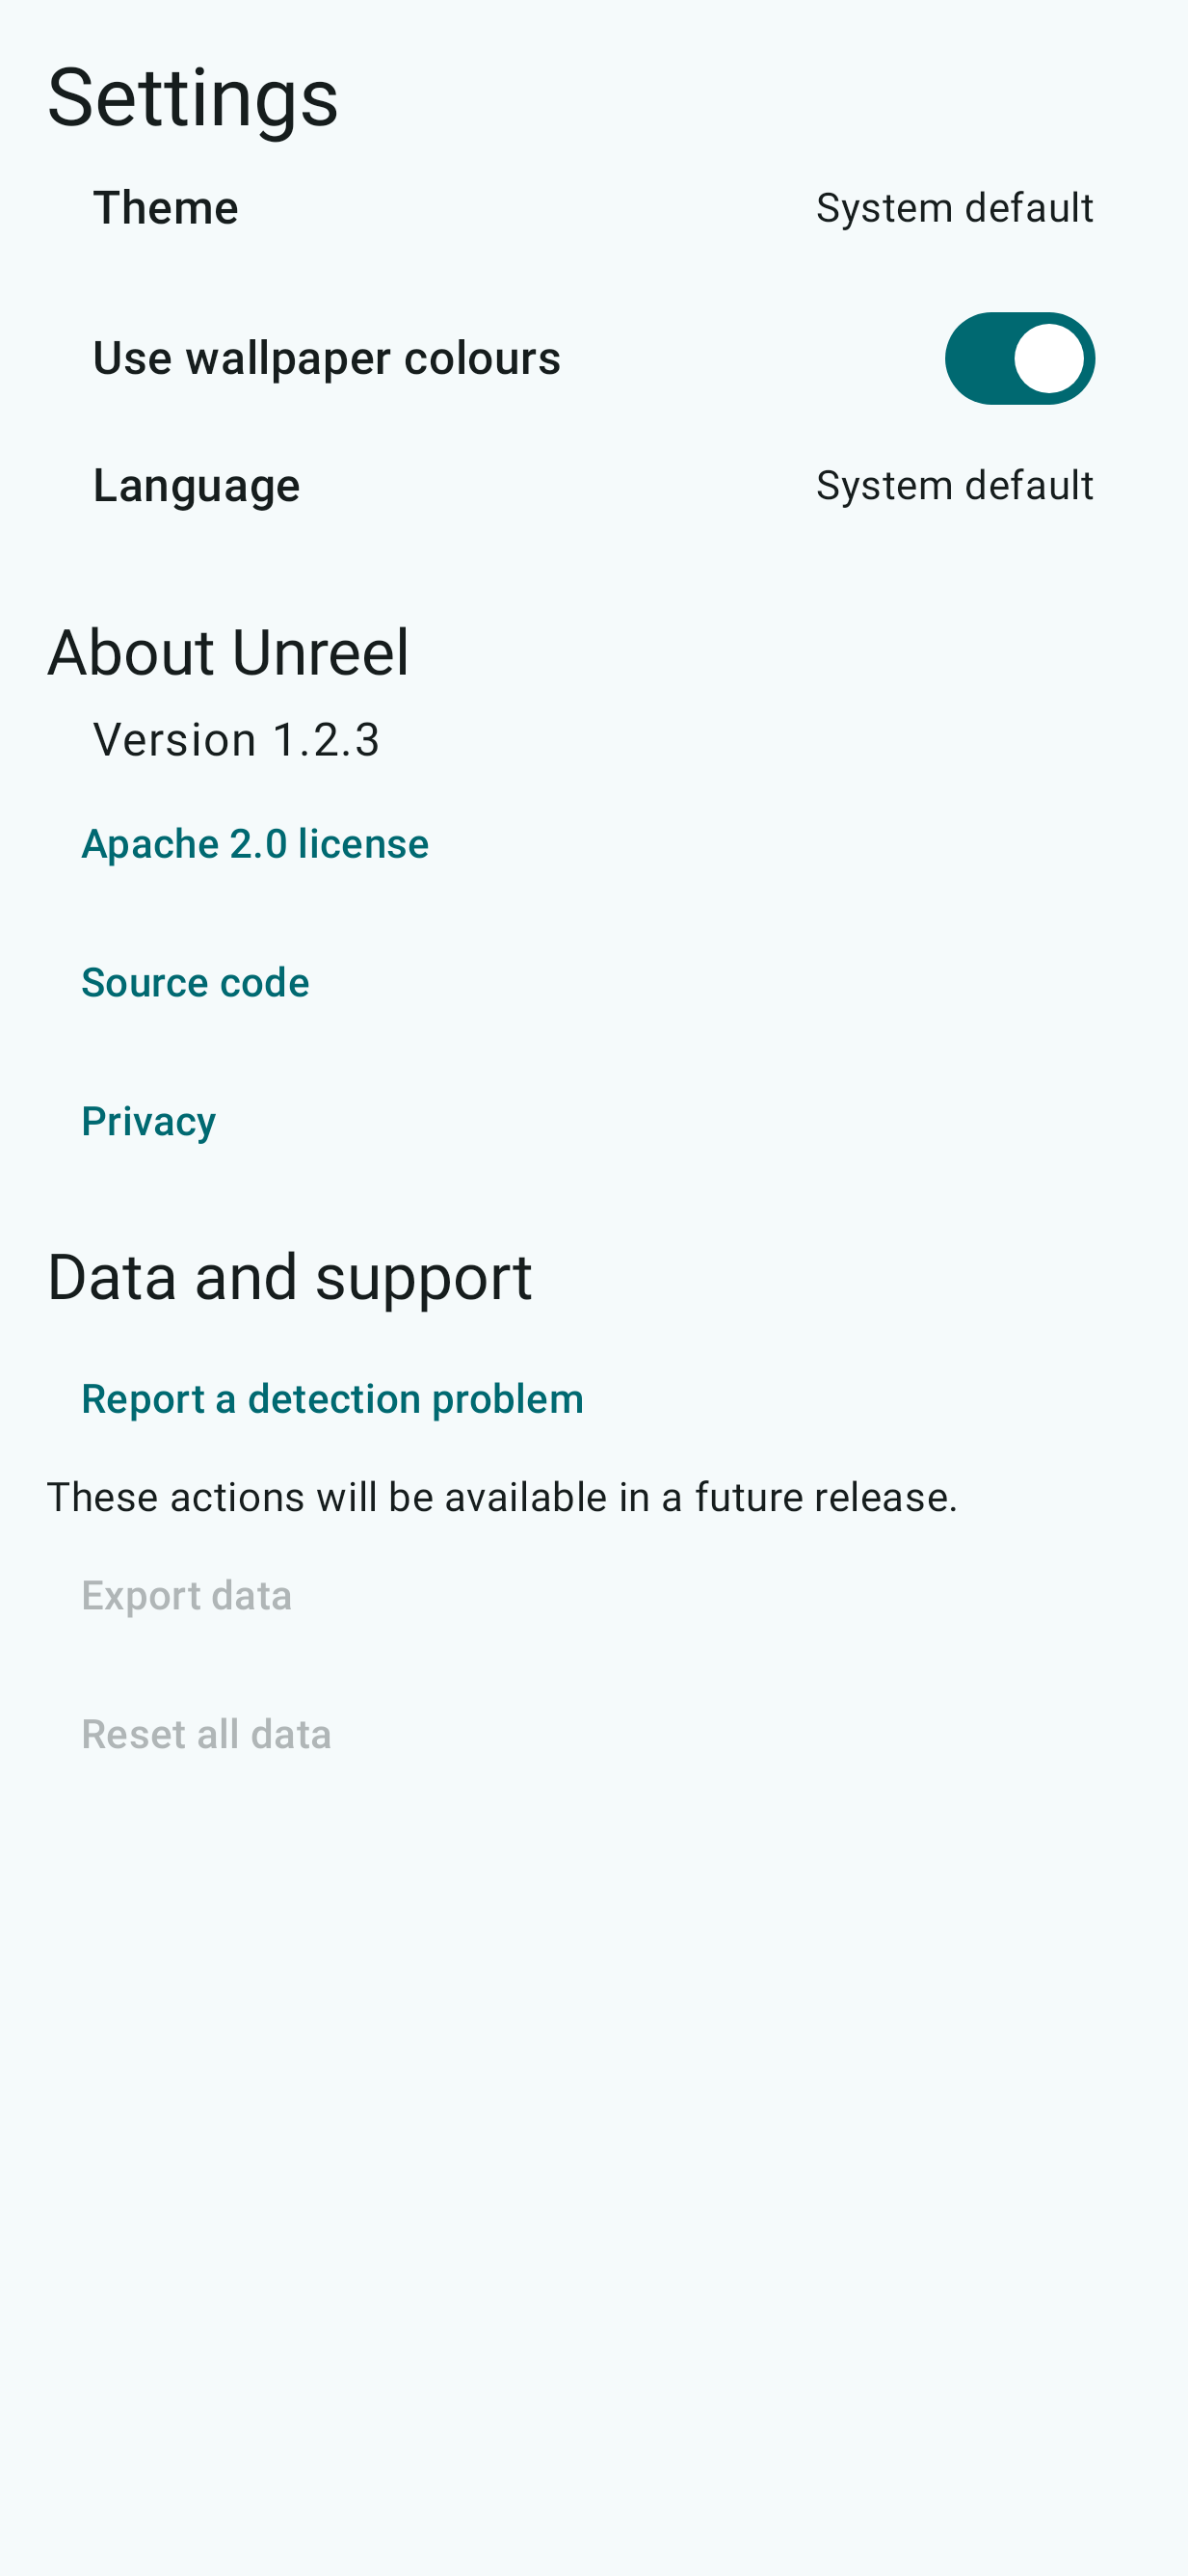 Settings
Theme
System default
Use wallpaper colours
Language
System default
About Unreel
Version 1.2.3
Apache 2.0 license
Source code
Privacy
Data and support
Report a detection problem
These actions will be available in a future release.
Export data
Reset all data